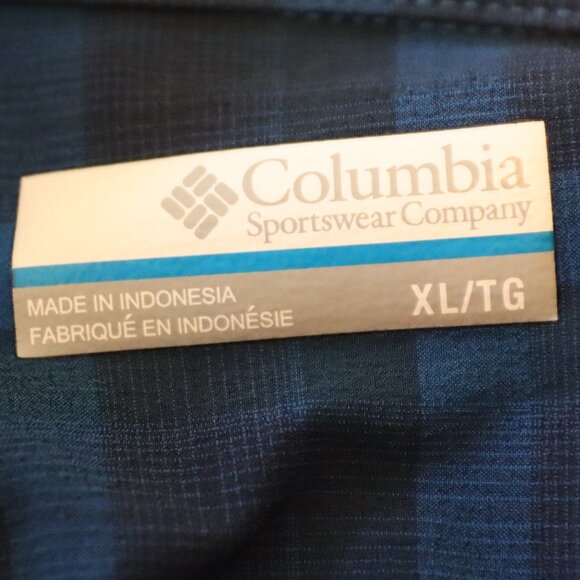 Columbia
Sportswear Company
MADE IN INDONESIA
FABRIQUÉ EN INDONÉSIE
XL/TG